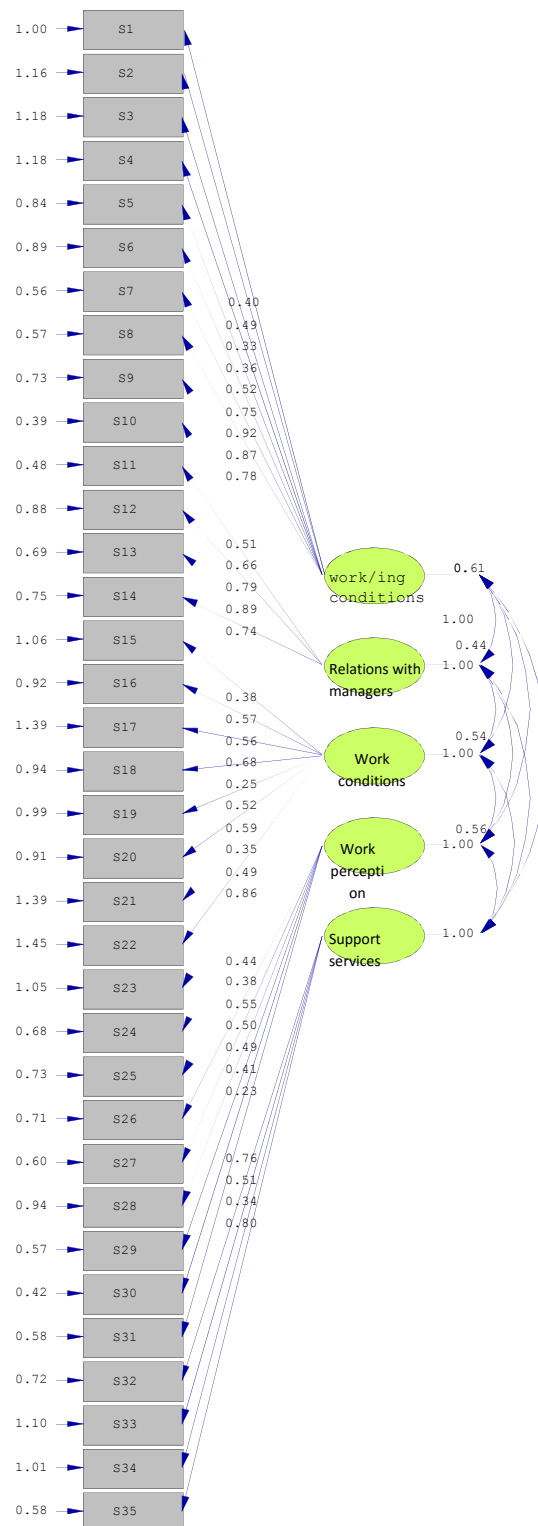 1.00 S1
1.16 S2
1.18 S3
1.18 S4
0.84 S5
0.89 S6
0.56 S7
0.40
0.57 S8
0.49
0.33
0.73 S9
0.36
0.52
0.39 S10
0.75
0.92
0.48 S11
0.87
0.78
0.88 S12
0.69 S13
0.51
0.66
0.75 S14
0.79
0.89
0.74
work/ing
conditions
0.61
1.00
1.06 S15
0.44
Relations with
managers
1.00
0.92 S16
0.38
0.57
1.39 S17
0.56
0.54
0.94 S18
0.68
Work
conditions
1.00
0.25
0.99 S19
0.52
0.59
0.56
0.91 S20
0.35
Work
percepti
on
1.00
0.49
1.39 S21
0.86
1.45 S22
Support
services
1.00
0.44
1.05 S23
0.38
0.55
0.68 S24
0.50
0.49
0.73 S25
0.41
0.23
0.71 S26
0.60 S27
0.76
0.51
0.94 S28
0.34
0.80
0.57 S29
0.42 S30
0.58 S31
0.72 S32
1.10 S33
1.01 S34
0.58 S35